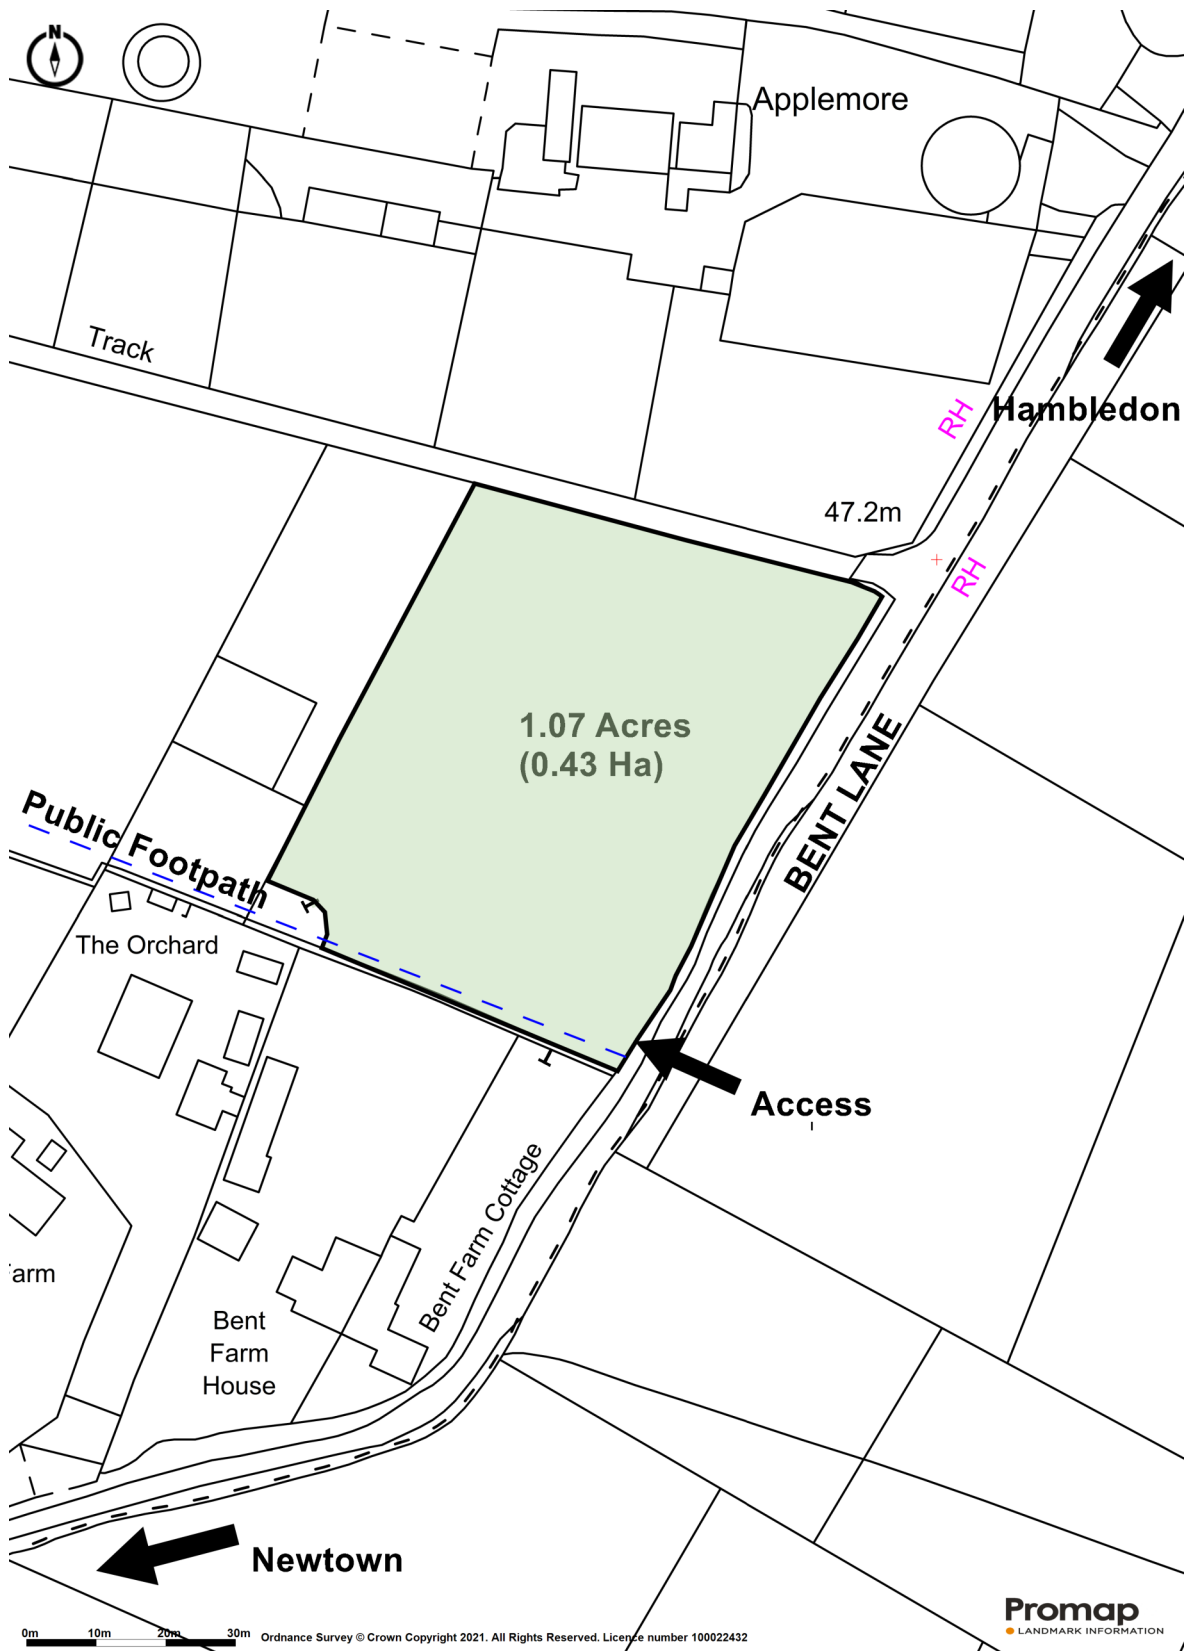 N
Applemore
Track
RH
Hambledon
47.2m
RH
1.07 Acres
(0.43 Ha)
BENT LANE
Public Footpath
The Orchard
Access
Bent Farm Cottage
arm
Bent
Farm
House
Newtown
Promap
LANDMARK INFORMATION
0m 10m 20m 30m
Ordnance Survey © Crown Copyright 2021. All Rights Reserved. Licence number 100022432